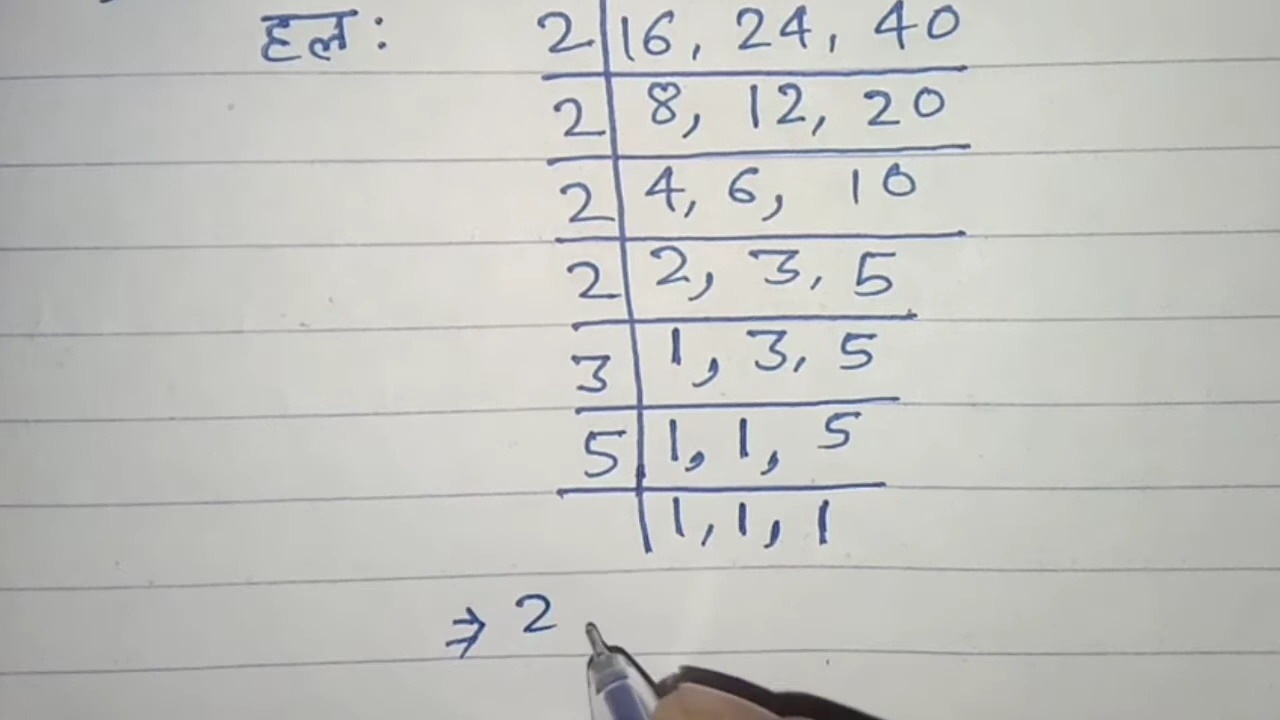 हल: 2 | 16, 24, 40
2 | 8, 12, 20
2 | 4, 6, 10
2 | 2, 3, 5
3 | 1, 3, 5
5 | 1, 1, 5
| 1, 1, 1
⇒ 2